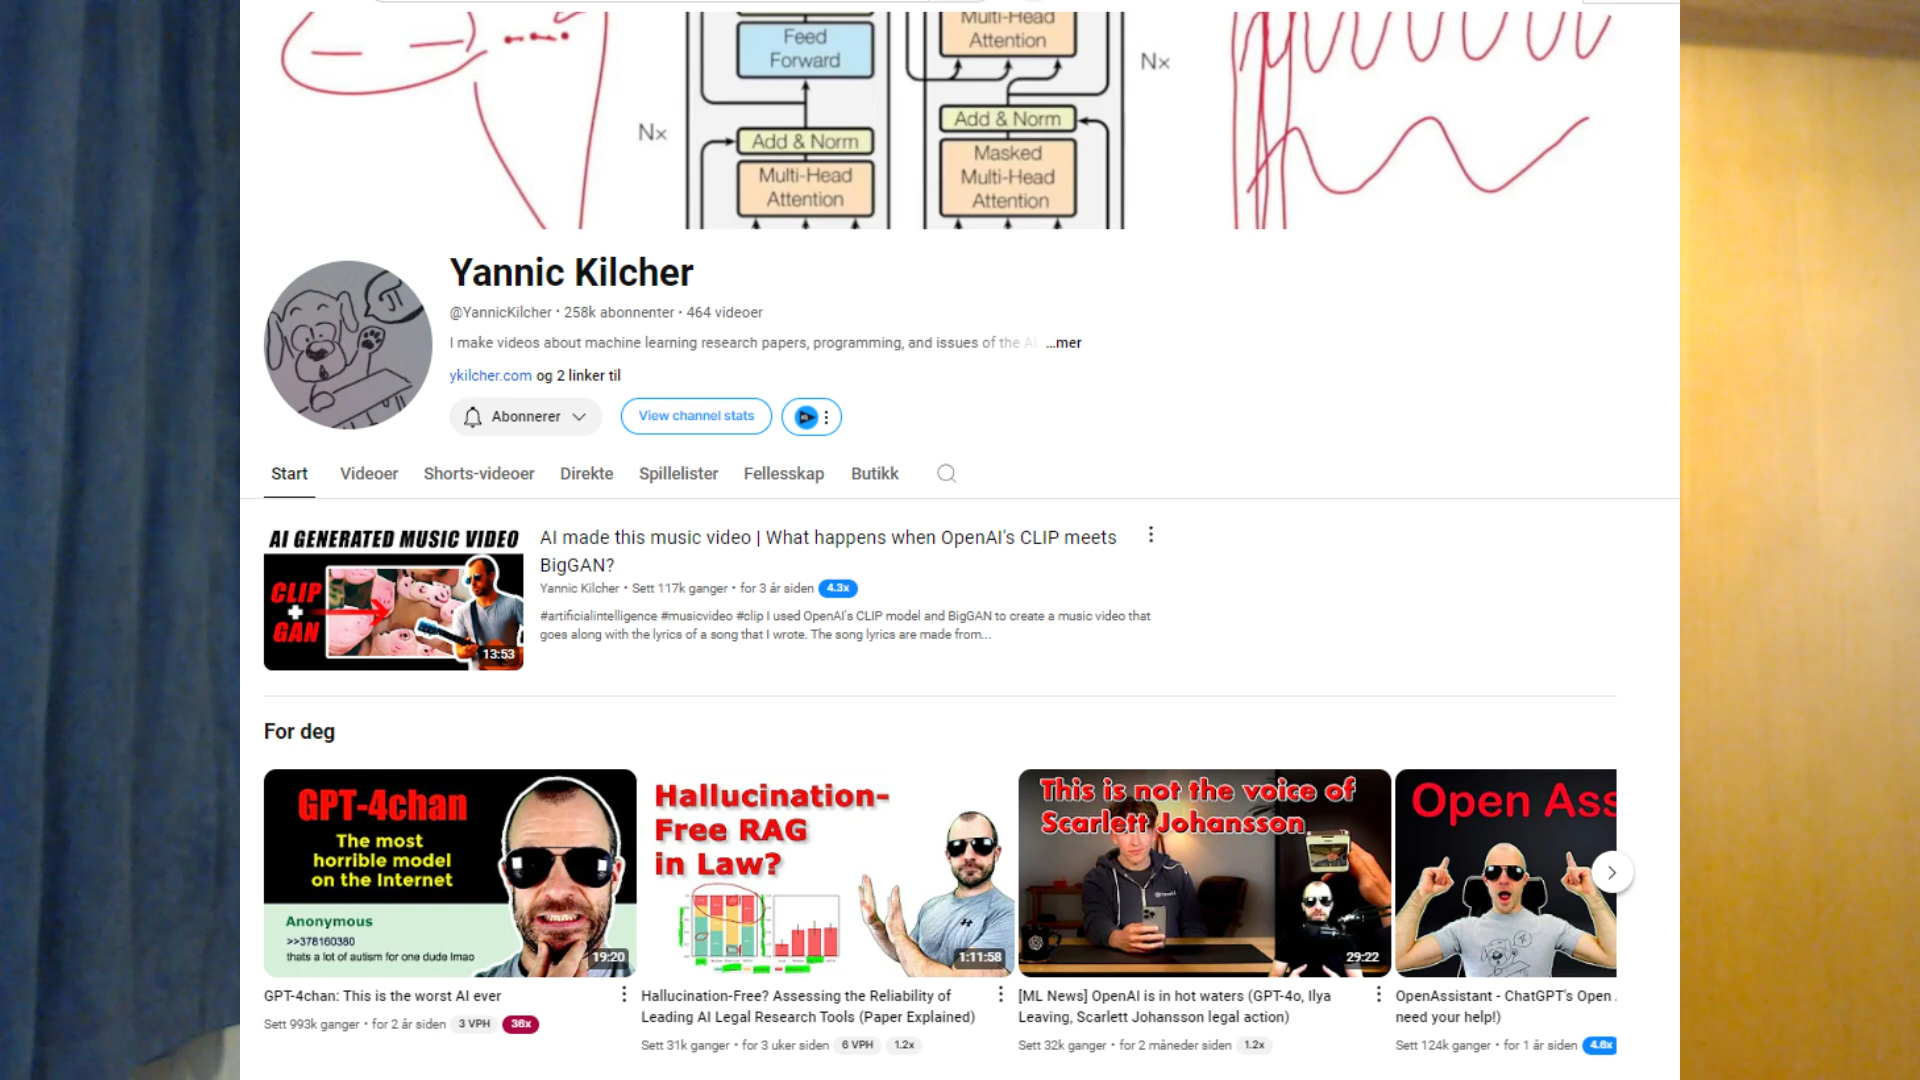 Feed
Forward
Multi-Head
Attention
Nx
Add & Norm
Nx
Add & Norm
Masked
Multi-Head
Attention
Multi-Head
Attention
Yannic Kilcher
@YannicKilcher • 258k abonnenter • 464 videoer
I make videos about machine learning research papers, programming, and issues of the AI ...mer
ykilcher.com og 2 linker til
Abonnerer
View channel stats
Start Videoer Shorts-videoer Direkte Spillelister Fellesskap Butikk
AI GENERATED MUSIC VIDEO
CLIP
+
GAN
13:53
AI made this music video | What happens when OpenAI's CLIP meets
BigGAN?
Yannic Kilcher • Sett 117k ganger • for 3 år siden 4.3x
#artificialintelligence #musicvideo #clip I used OpenAI's CLIP model and BigGAN to create a music video that
goes along with the lyrics of a song that I wrote. The song lyrics are made from...
For deg
GPT-4chan
The most
horrible model
on the Internet
Anonymous
>>378160380
thats a lot of autism for one dude lmao
19:20
GPT-4chan: This is the worst AI ever
Sett 993k ganger • for 2 år siden 3 VPH 36x
Hallucination-
Free RAG
in Law?
1:11:58
Hallucination-Free? Assessing the Reliability of
Leading AI Legal Research Tools (Paper Explained)
Sett 31k ganger • for 3 uker siden 6 VPH 1.2x
This is not the voice of
Scarlett Johansson
29:22
[ML News] OpenAI is in hot waters (GPT-4o, Ilya
Leaving, Scarlett Johansson legal action)
Sett 32k ganger • for 2 måneder siden 1.2x
Open Ass
OpenAssistant - ChatGPT's Open
need your help!)
Sett 124k ganger • for 1 år siden 4.6x